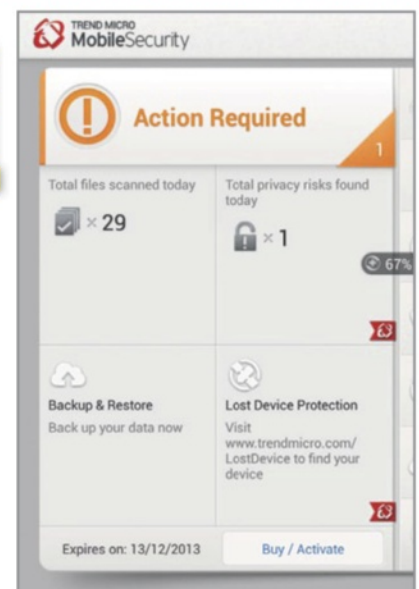 TREND MICRO
MobileSecurity
Action Required
1
Total files scanned today
× 29
Total privacy risks found
today
× 1
67%
Backup & Restore
Back up your data now
Lost Device Protection
Visit
www.trendmicro.com/
LostDevice to find your
device
Expires on: 13/12/2013
Buy / Activate